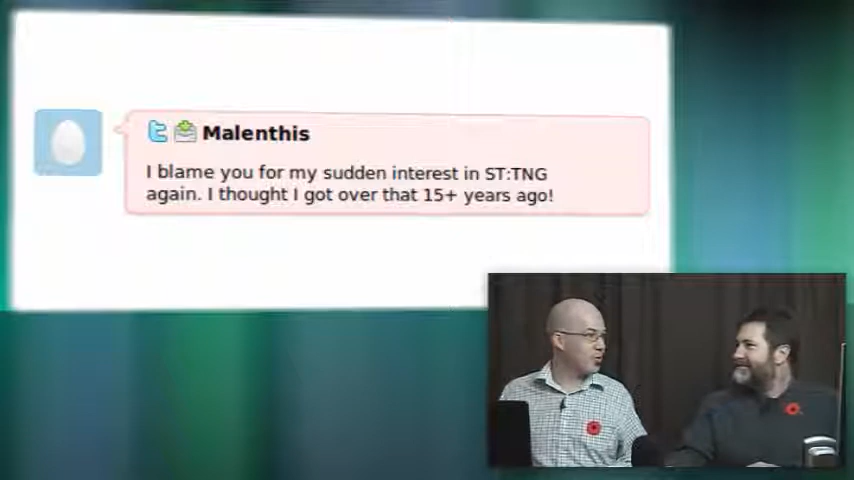 Malenthis
I blame you for my sudden interest in ST:TNG
again. I thought I got over that 15+ years ago!